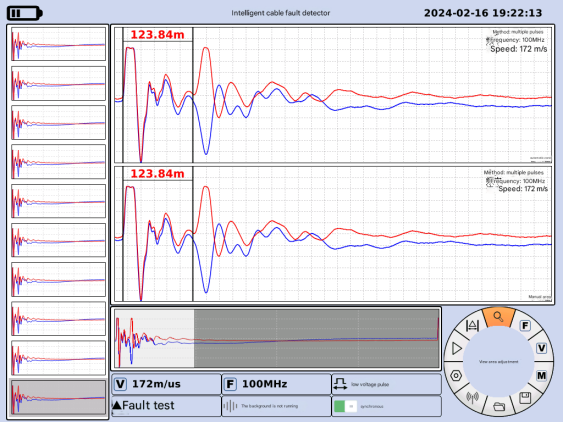 Intelligent cable fault detector
2024-02-16 19:22:13
123.84m
Method: multiple pulses
Frequency: 100MHz
Speed: 172 m/s
123.84m
Method: multiple pulses
Frequency: 100MHz
Speed: 172 m/s
Manual area
V 172m/us
F 100MHz
low voltage pulse
Fault test
The background is not running
synchronous
F
V
M
View area adjustment